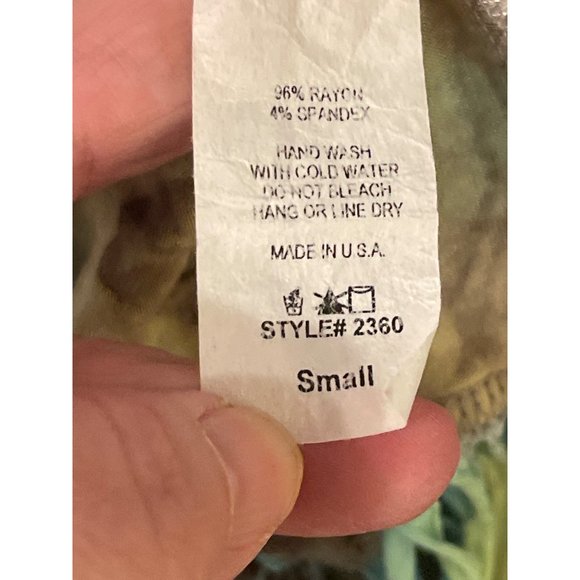 96% RAYON
4% SPANDEX
HAND WASH
WITH COLD WATER
DO NOT BLEACH
HANG OR LINE DRY
MADE IN U.S.A.
STYLE# 2360
Small